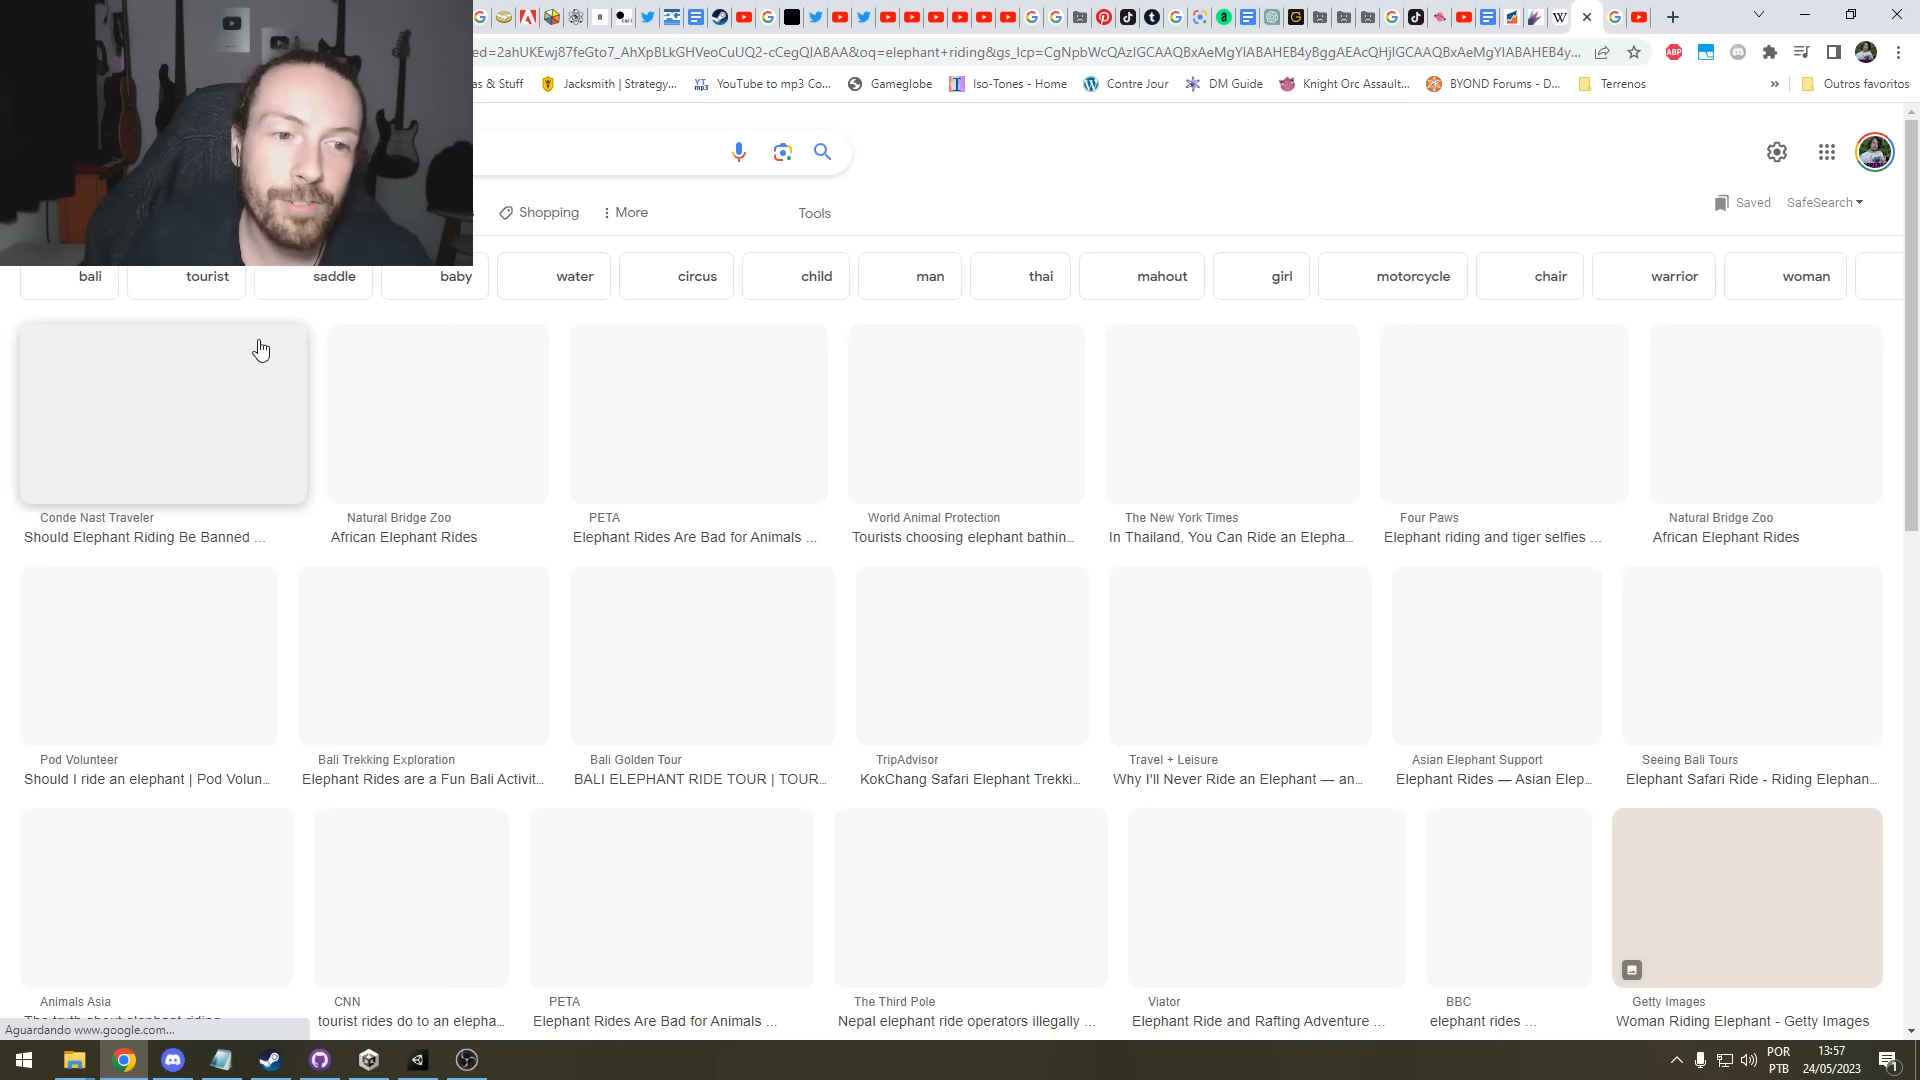 ed=2ahUKEwj87feGto7_AhXpBLkGHVeoCuUQ2-cCegQIABAA&oq=elephant+riding&gs_lcp=CgNpbWcQAzIGCAAQBxAeMgYIABAHEB4yBggAEAcQHjIGCAAQBxAeMgYIABAHEB4y...
as & Stuff
Jacksmith | Strategy...
YouTube to mp3 Co...
Gameglobe
Iso-Tones - Home
Contre Jour
DM Guide
Knight Orc Assault...
BYOND Forums - D...
Terrenos
»
Outros favoritos
Shopping
More
Tools
Saved
SafeSearch
bali
tourist
saddle
baby
water
circus
child
man
thai
mahout
girl
motorcycle
chair
warrior
woman
Conde Nast Traveler
Should Elephant Riding Be Banned ...
Natural Bridge Zoo
African Elephant Rides
PETA
Elephant Rides Are Bad for Animals ...
World Animal Protection
Tourists choosing elephant bathin...
The New York Times
In Thailand, You Can Ride an Elepha...
Four Paws
Elephant riding and tiger selfies ...
Natural Bridge Zoo
African Elephant Rides
Pod Volunteer
Should I ride an elephant | Pod Volun...
Bali Trekking Exploration
Elephant Rides are a Fun Bali Activit...
Bali Golden Tour
BALI ELEPHANT RIDE TOUR | TOUR...
TripAdvisor
KokChang Safari Elephant Trekki...
Travel + Leisure
Why I'll Never Ride an Elephant — an...
Asian Elephant Support
Elephant Rides — Asian Elep...
Seeing Bali Tours
Elephant Safari Ride - Riding Elephan...
Animals Asia
The truth about elephant riding
CNN
tourist rides do to an elepha...
PETA
Elephant Rides Are Bad for Animals ...
The Third Pole
Nepal elephant ride operators illegally ...
Viator
Elephant Ride and Rafting Adventure ...
BBC
elephant rides ...
Getty Images
Woman Riding Elephant - Getty Images
Aguardando www.google.com...
POR
PTB
13:57
24/05/2023
1